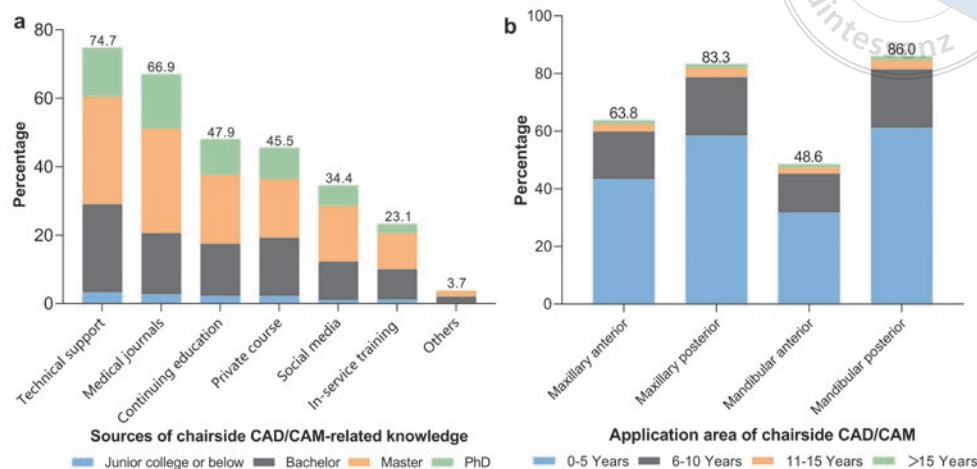 a
80
60
40
20
0
Percentage
74.7
66.9
47.9
45.5
34.4
23.1
3.7
Technical support
Medical journals
Continuing education
Private course
Social media
In-service training
Others
Sources of chairside CAD/CAM-related knowledge
Junior college or below Bachelor Master PhD
b
100
80
60
40
20
0
Percentage
63.8
83.3
48.6
86.0
Maxillary anterior
Maxillary posterior
Mandibular anterior
Mandibular posterior
Application area of chairside CAD/CAM
0-5 Years 6-10 Years 11-15 Years >15 Years